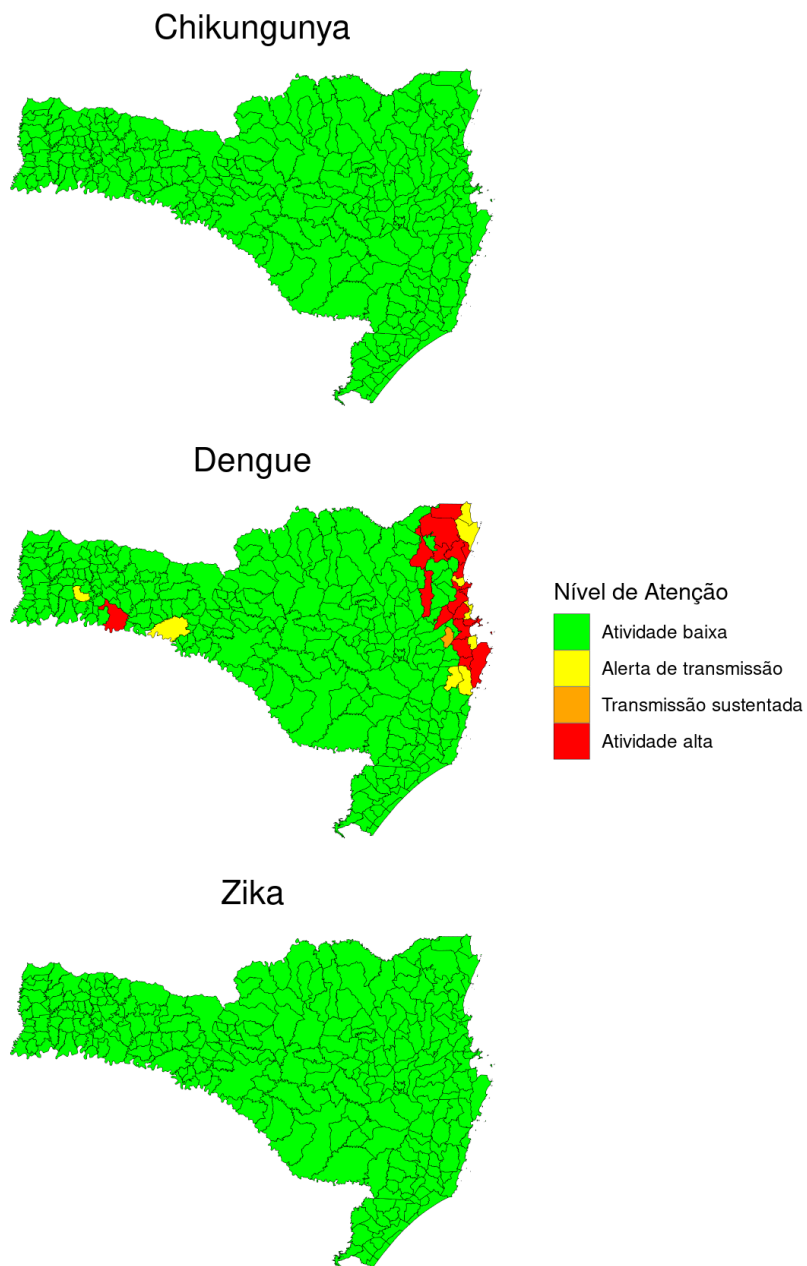 Chikungunya
Dengue
Nível de Atenção
Atividade baixa
Alerta de transmissão
Transmissão sustentada
Atividade alta
Zika